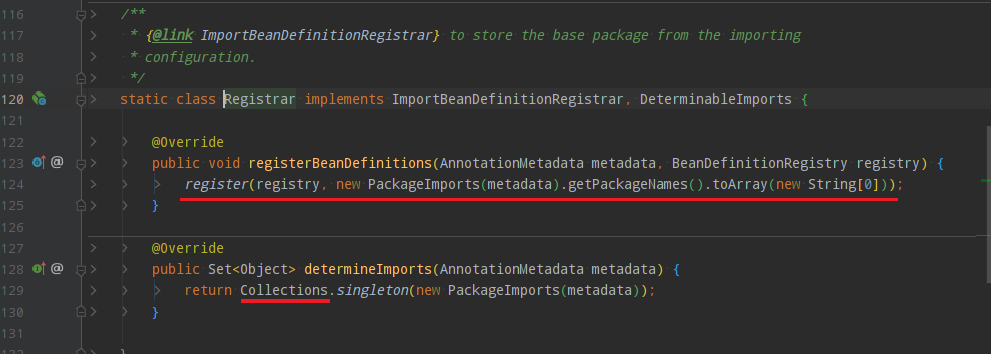 116 /**
117 * {@link ImportBeanDefinitionRegistrar} to store the base package from the importing
118 * configuration.
119 */
120 static class Registrar implements ImportBeanDefinitionRegistrar, DeterminableImports {
121
122 @Override
123 @ public void registerBeanDefinitions(AnnotationMetadata metadata, BeanDefinitionRegistry registry) {
124 register(registry, new PackageImports(metadata).getPackageNames().toArray(new String[0]));
125 }
126
127 @Override
128 @ public Set<Object> determineImports(AnnotationMetadata metadata) {
129 return Collections.singleton(new PackageImports(metadata));
130 }
131